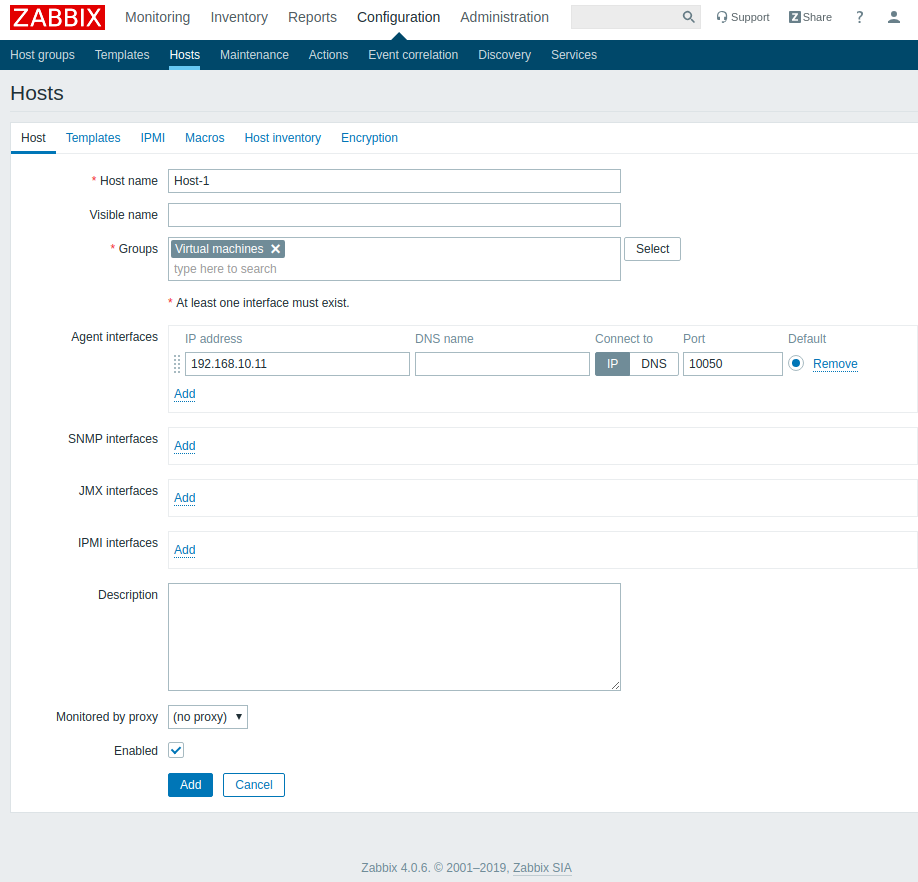 ZABBIX Monitoring Inventory Reports Configuration Administration Support Z Share ?
Host groups Templates Hosts Maintenance Actions Event correlation Discovery Services
Hosts
Host Templates IPMI Macros Host inventory Encryption
* Host name Host-1
Visible name
* Groups Virtual machines Select
type here to search
* At least one interface must exist.
Agent interfaces IP address DNS name Connect to Port Default
192.168.10.11 IP DNS 10050 Remove
Add
SNMP interfaces Add
JMX interfaces Add
IPMI interfaces Add
Description
Monitored by proxy (no proxy)
Enabled
Add Cancel
Zabbix 4.0.6. © 2001–2019, Zabbix SIA